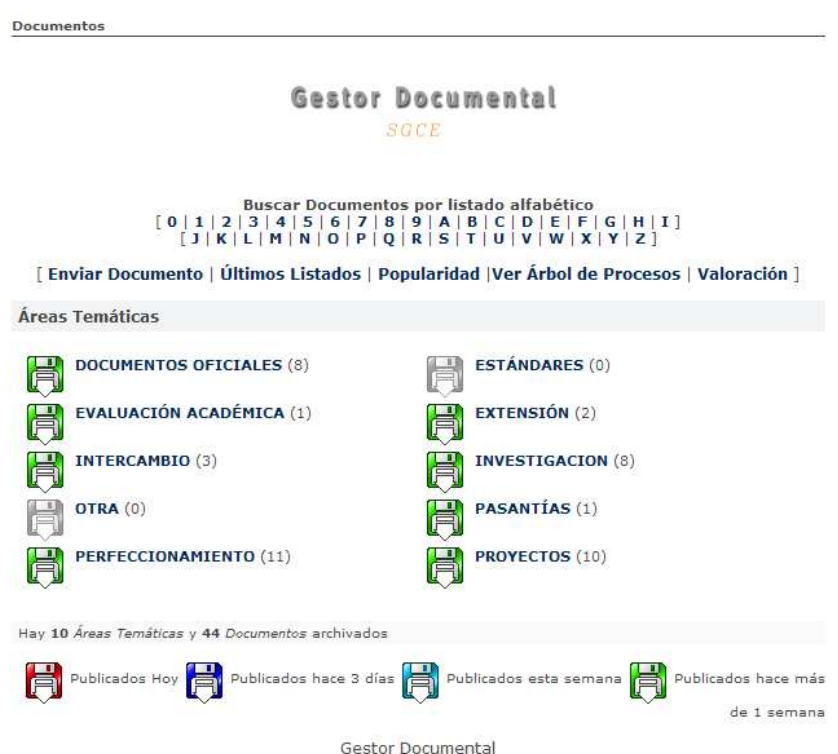 Documentos
Gestor Documental
SGCE
Buscar Documentos por listado alfabético
[ 0 | 1 | 2 | 3 | 4 | 5 | 6 | 7 | 8 | 9 | A | B | C | D | E | F | G | H | I ]
[ J | K | L | M | N | O | P | Q | R | S | T | U | V | W | X | Y | Z ]
[ Enviar Documento | Últimos Listados | Popularidad |Ver Árbol de Procesos | Valoración ]
Áreas Temáticas
DOCUMENTOS OFICIALES (8) ESTÁNDARES (0)
EVALUACIÓN ACADÉMICA (1) EXTENSIÓN (2)
INTERCAMBIO (3) INVESTIGACION (8)
OTRA (0) PASANTÍAS (1)
PERFECCIONAMIENTO (11) PROYECTOS (10)
Hay 10 Áreas Temáticas y 44 Documentos archivados
Publicados Hoy Publicados hace 3 días Publicados esta semana Publicados hace más
de 1 semana
Gestor Documental